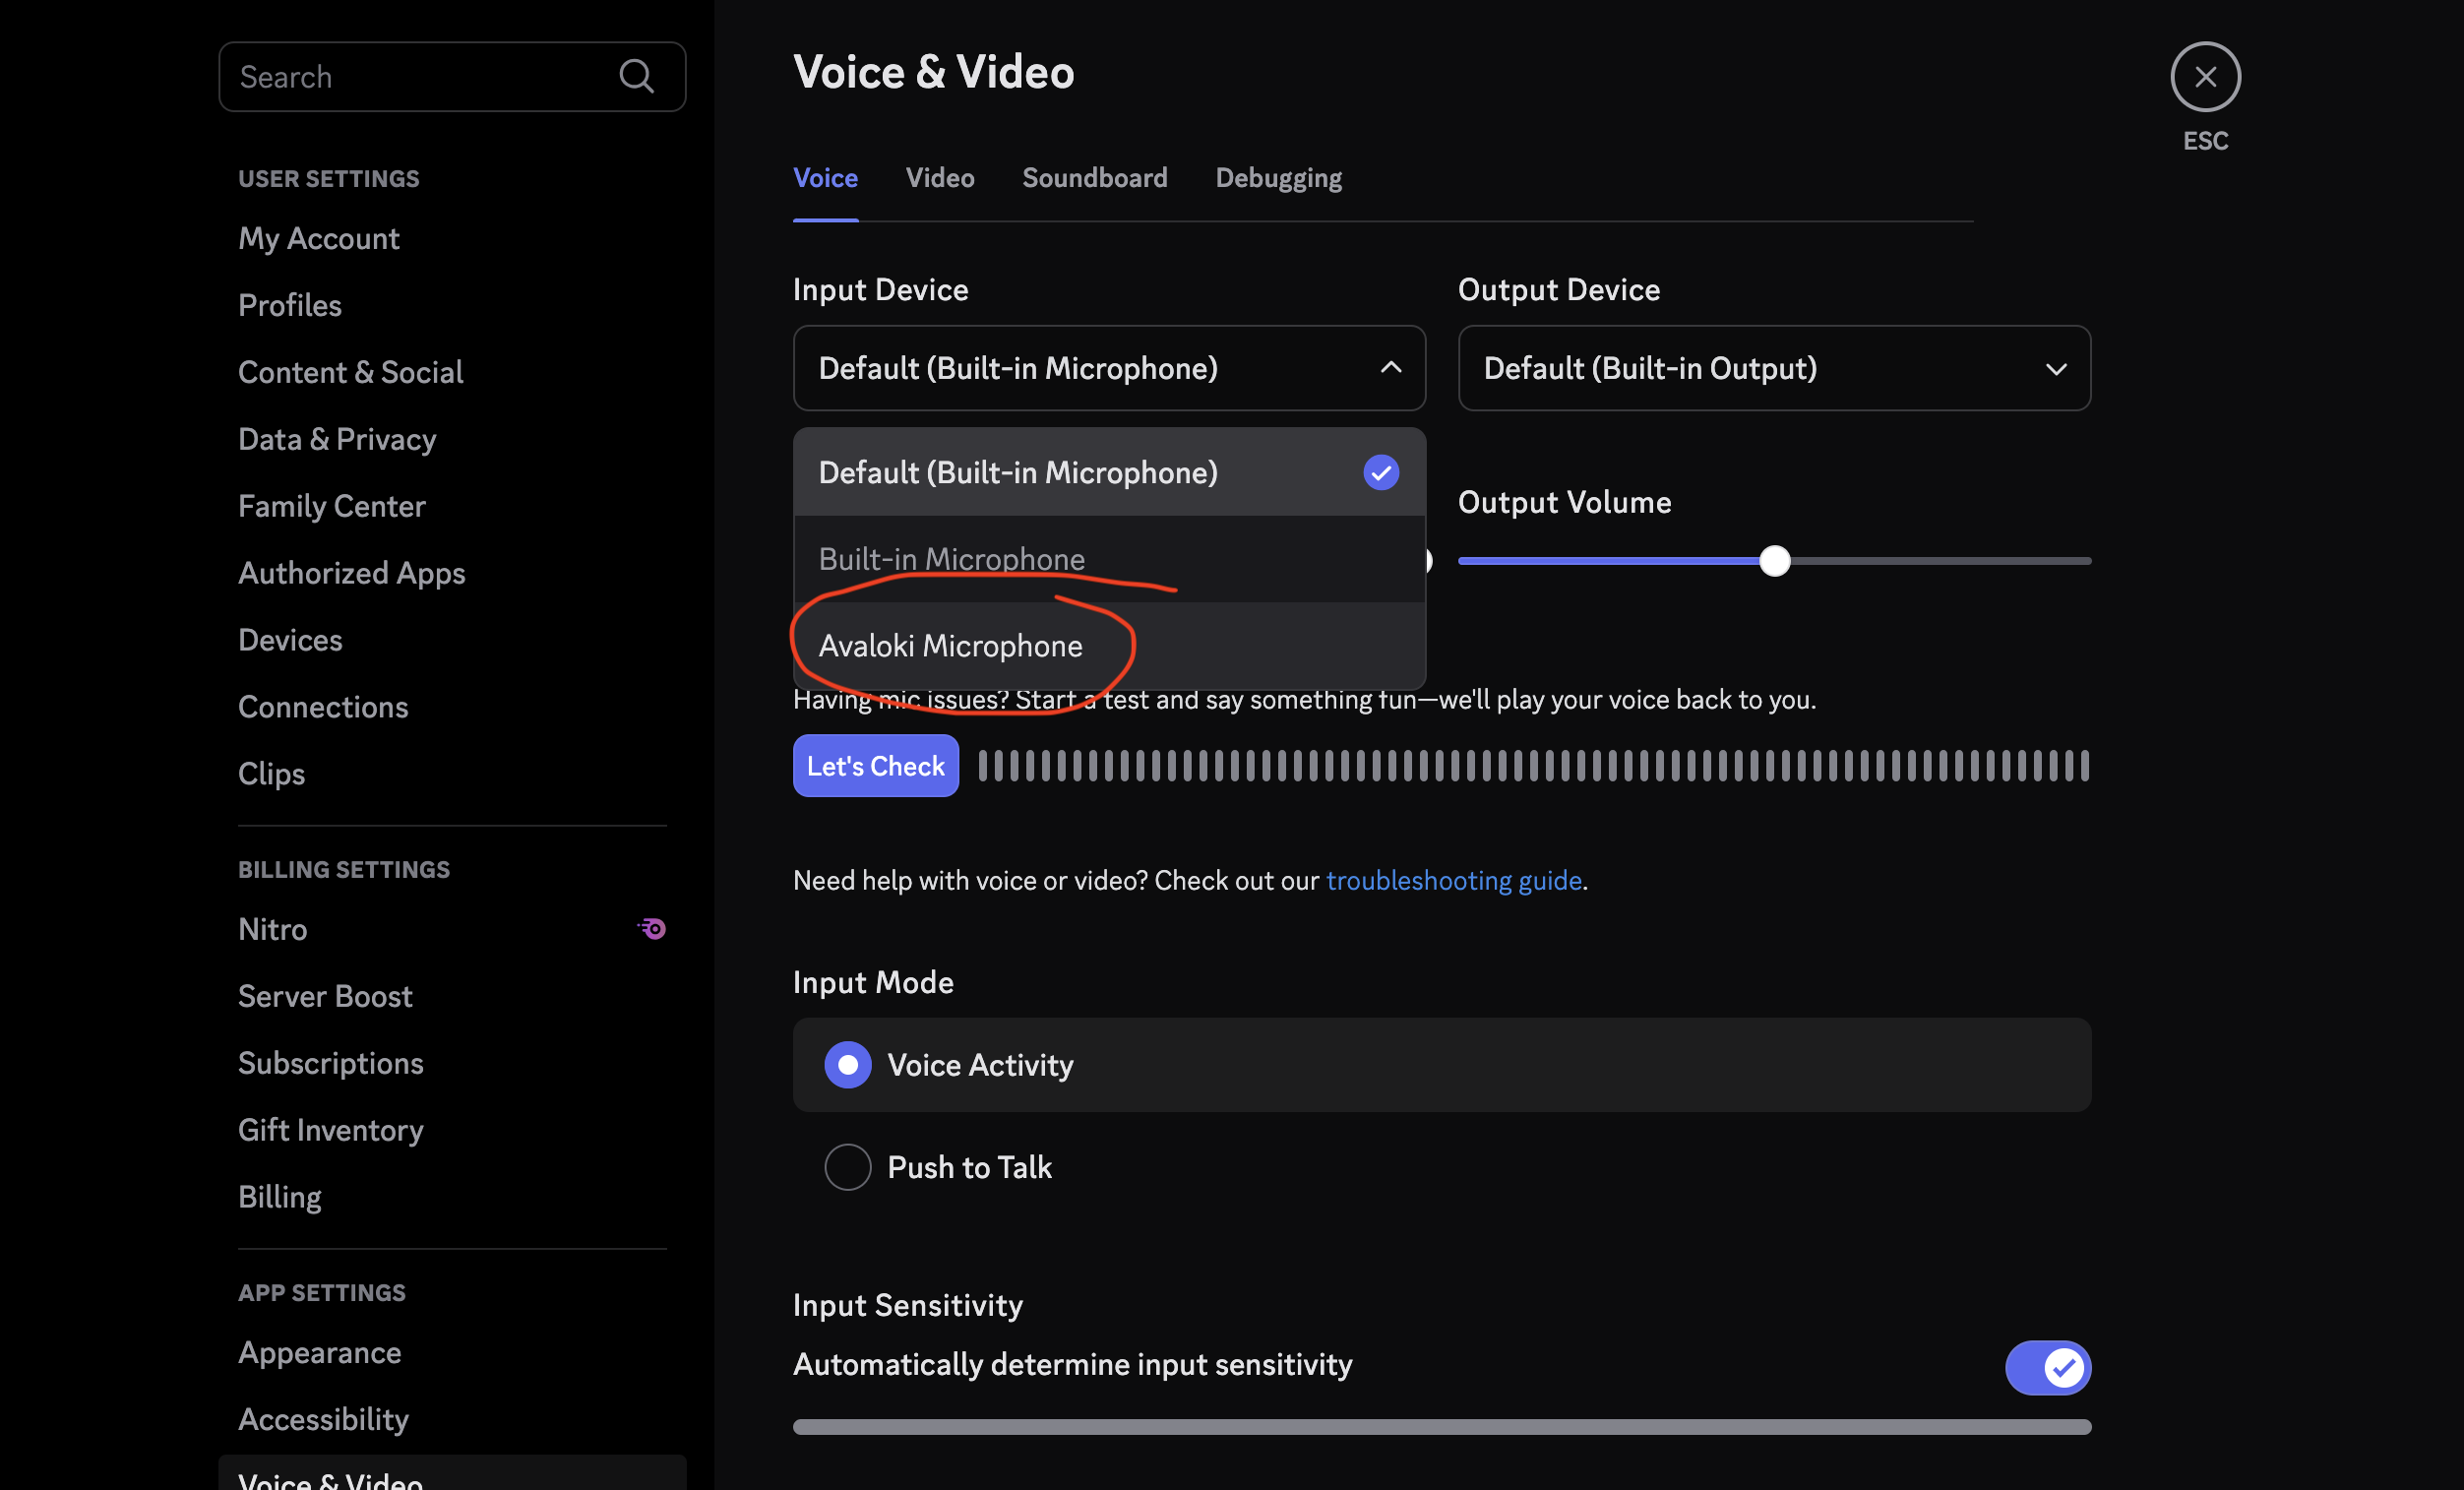 Search
USER SETTINGS
My Account
Profiles
Content & Social
Data & Privacy
Family Center
Authorized Apps
Devices
Connections
Clips
BILLING SETTINGS
Nitro
Server Boost
Subscriptions
Gift Inventory
Billing
APP SETTINGS
Appearance
Accessibility
Voice & Video
Voice & Video
ESC
Voice Video Soundboard Debugging
Input Device
Default (Built-in Microphone)
Default (Built-in Microphone)
Built-in Microphone
Avaloki Microphone
Output Device
Default (Built-in Output)
Output Volume
Having mic issues? Start a test and say something fun—we'll play your voice back to you.
Let's Check
Need help with voice or video? Check out our troubleshooting guide.
Input Mode
Voice Activity
Push to Talk
Input Sensitivity
Automatically determine input sensitivity